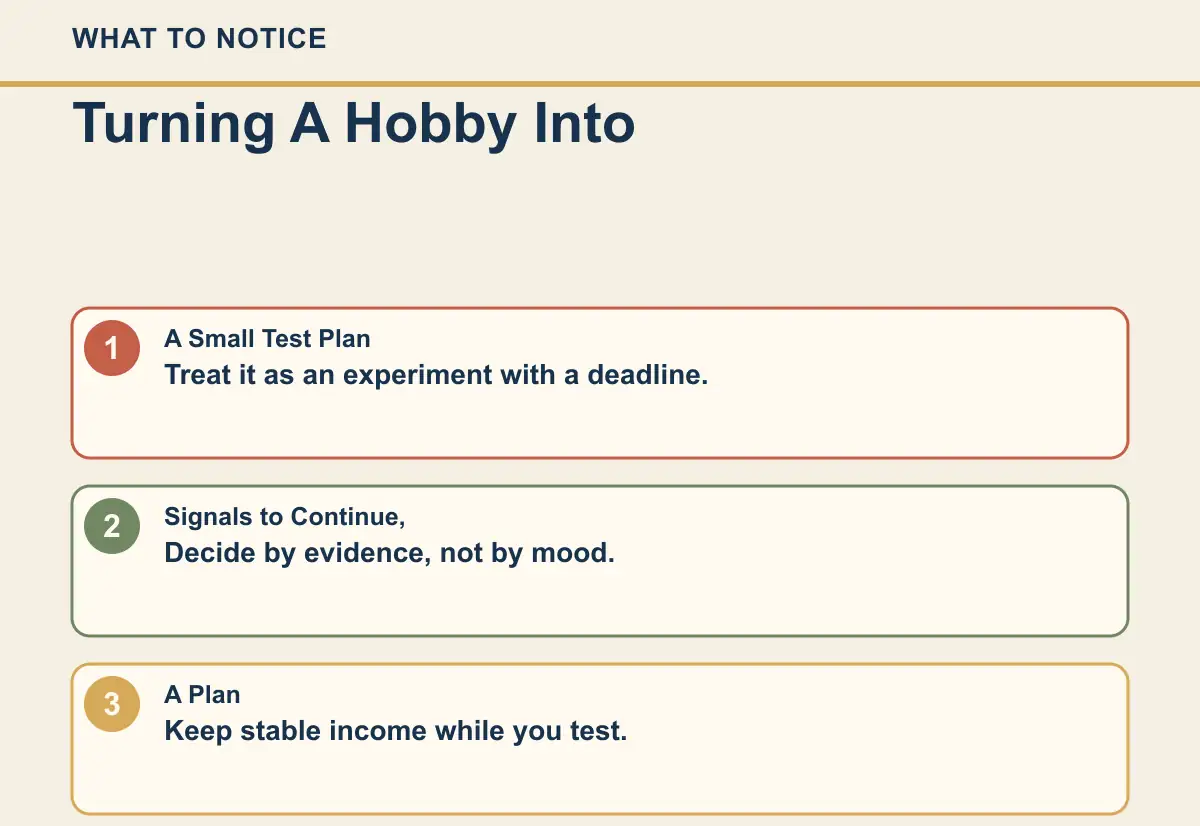 WHAT TO NOTICE
Turning A Hobby Into
1
A Small Test Plan
Treat it as an experiment with a deadline.
2
Signals to Continue,
Decide by evidence, not by mood.
3
A Plan
Keep stable income while you test.